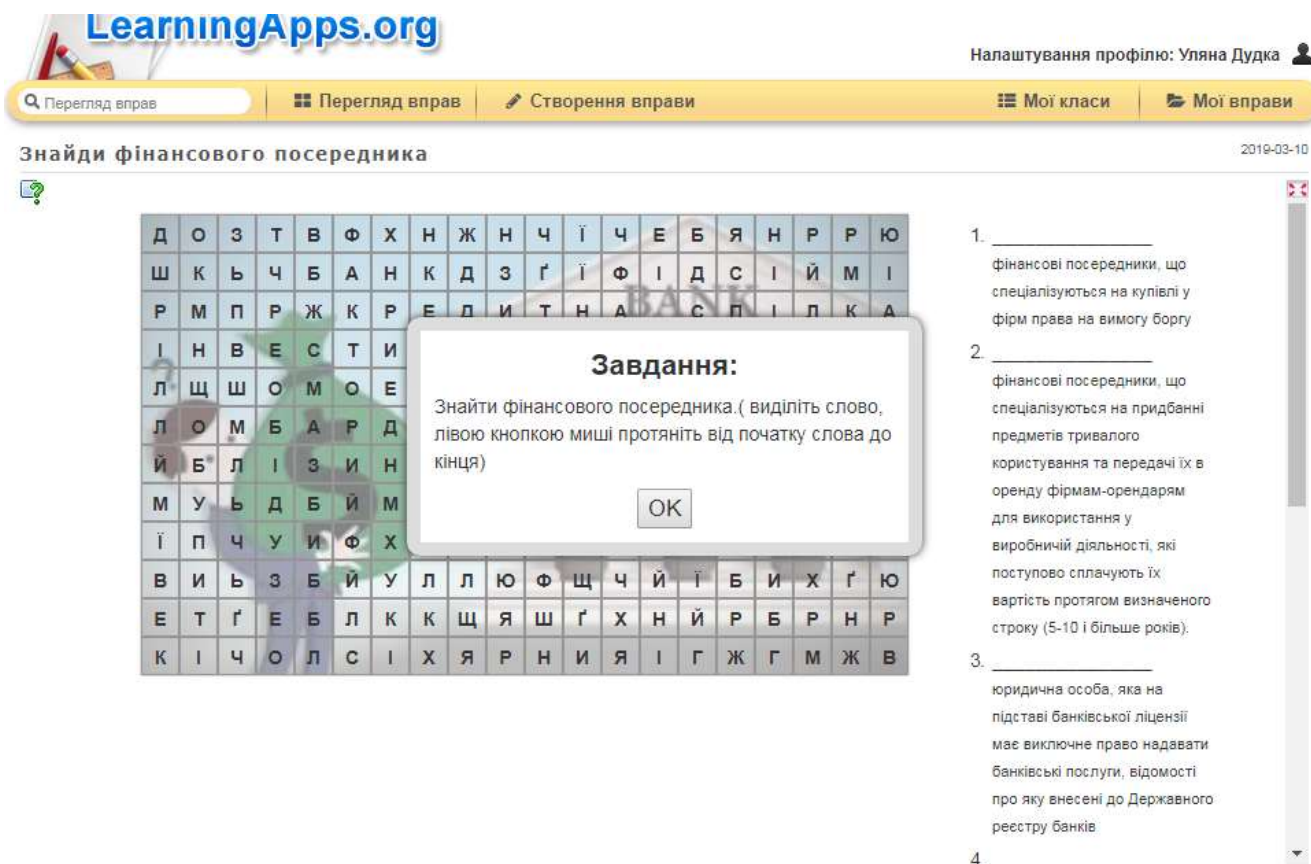 LearningApps.org
Налаштування профілю: Уляна Дудка
Перегляд вправ
Перегляд вправ
Створення вправи
Мої класи
Мої вправи
Знайди фінансового посередника
2019-03-10
Д О З Т В Ф Х Н Ж Н Ч Ї Ч Е Б Я Н Р Р Ю
Ш К Ь Ч Б А Н К Д З Ґ Ї Ф І Д С І Й М І
Р М П Р Ж К Р Е Д И Т Н А С П І Л К А
І Н В Е С Т И
Л Щ Ш О М О Е
Л О М Б А Р Д
Й Б Л І З И Н
М У Ь Д Б Й М
Ї П Ч У И Ф Х
В И Ь З Б Й У Л Л Ю Ф Щ Ч Й Ї Б И Х Ґ Ю
Е Т Ґ Е Б Л К К Щ Я Ш Ґ Х Н Й Р Б Р Н Р
К І Ч О Л С І Х Я Р Н И Я І Г Ж Г М Ж В
BANK
Завдання:
Знайти фінансового посередника.( виділіть слово,
лівою кнопкою миші протяніть від початку слова до
кінця)
OK
1. ________________
фінансові посередники, що
спеціалізуються на купівлі у
фірм права на вимогу боргу
2. ________________
фінансові посередники, що
спеціалізуються на придбанні
предметів тривалого
користування та передачі їх в
оренду фірмам-орендарям
для використання у
виробничій діяльності, які
поступово сплачують їх
вартість протягом визначеного
строку (5-10 і більше років).
3. ________________
юридична особа, яка на
підставі банківської ліцензії
має виключне право надавати
банківські послуги, відомості
про яку внесені до Державного
реєстру банків
4